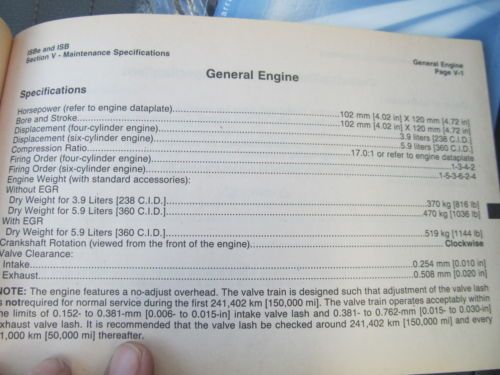 ISBe and ISB
Section V - Maintenance Specifications
General Engine
Page V-1
General Engine
Specifications
Horsepower (refer to engine dataplate)................102 mm [4.02 in] X 120 mm [4.72 in]
Bore and Stroke................102 mm [4.02 in] X 120 mm [4.72 in]
Displacement (four-cylinder engine)................3.9 liters [238 C.I.D.]
Displacement (six-cylinder engine)................5.9 liters [360 C.I.D.]
Compression Ratio................17.0:1 or refer to engine dataplate
Firing Order (four-cylinder engine)................1-3-4-2
Firing Order (six-cylinder engine)................1-5-3-6-2-4
Engine Weight (with standard accessories):
Without EGR
Dry Weight for 3.9 Liters [238 C.I.D.]................370 kg [816 lb]
Dry Weight for 5.9 Liters [360 C.I.D.]................470 kg [1036 lb]
With EGR
Dry Weight for 5.9 Liters [360 C.I.D.]................519 kg [1144 lb]
Crankshaft Rotation (viewed from the front of the engine)................Clockwise
Valve Clearance:
Intake................0.254 mm [0.010 in]
Exhaust................0.508 mm [0.020 in]
NOTE: The engine features a no-adjust overhead. The valve train is designed such that adjustment of the valve lash
is notrequired for normal service during the first 241,402 km [150,000 mi]. The valve train operates acceptably within
the limits of 0.152- to 0.381-mm [0.006- to 0.015-in] intake valve lash and 0.381- to 0.762-mm [0.015- to 0.030-in]
exhaust valve lash. It is recommended that the valve lash be checked around 241,402 km [150,000 mi] and every
1,000 km [50,000 mi] thereafter.